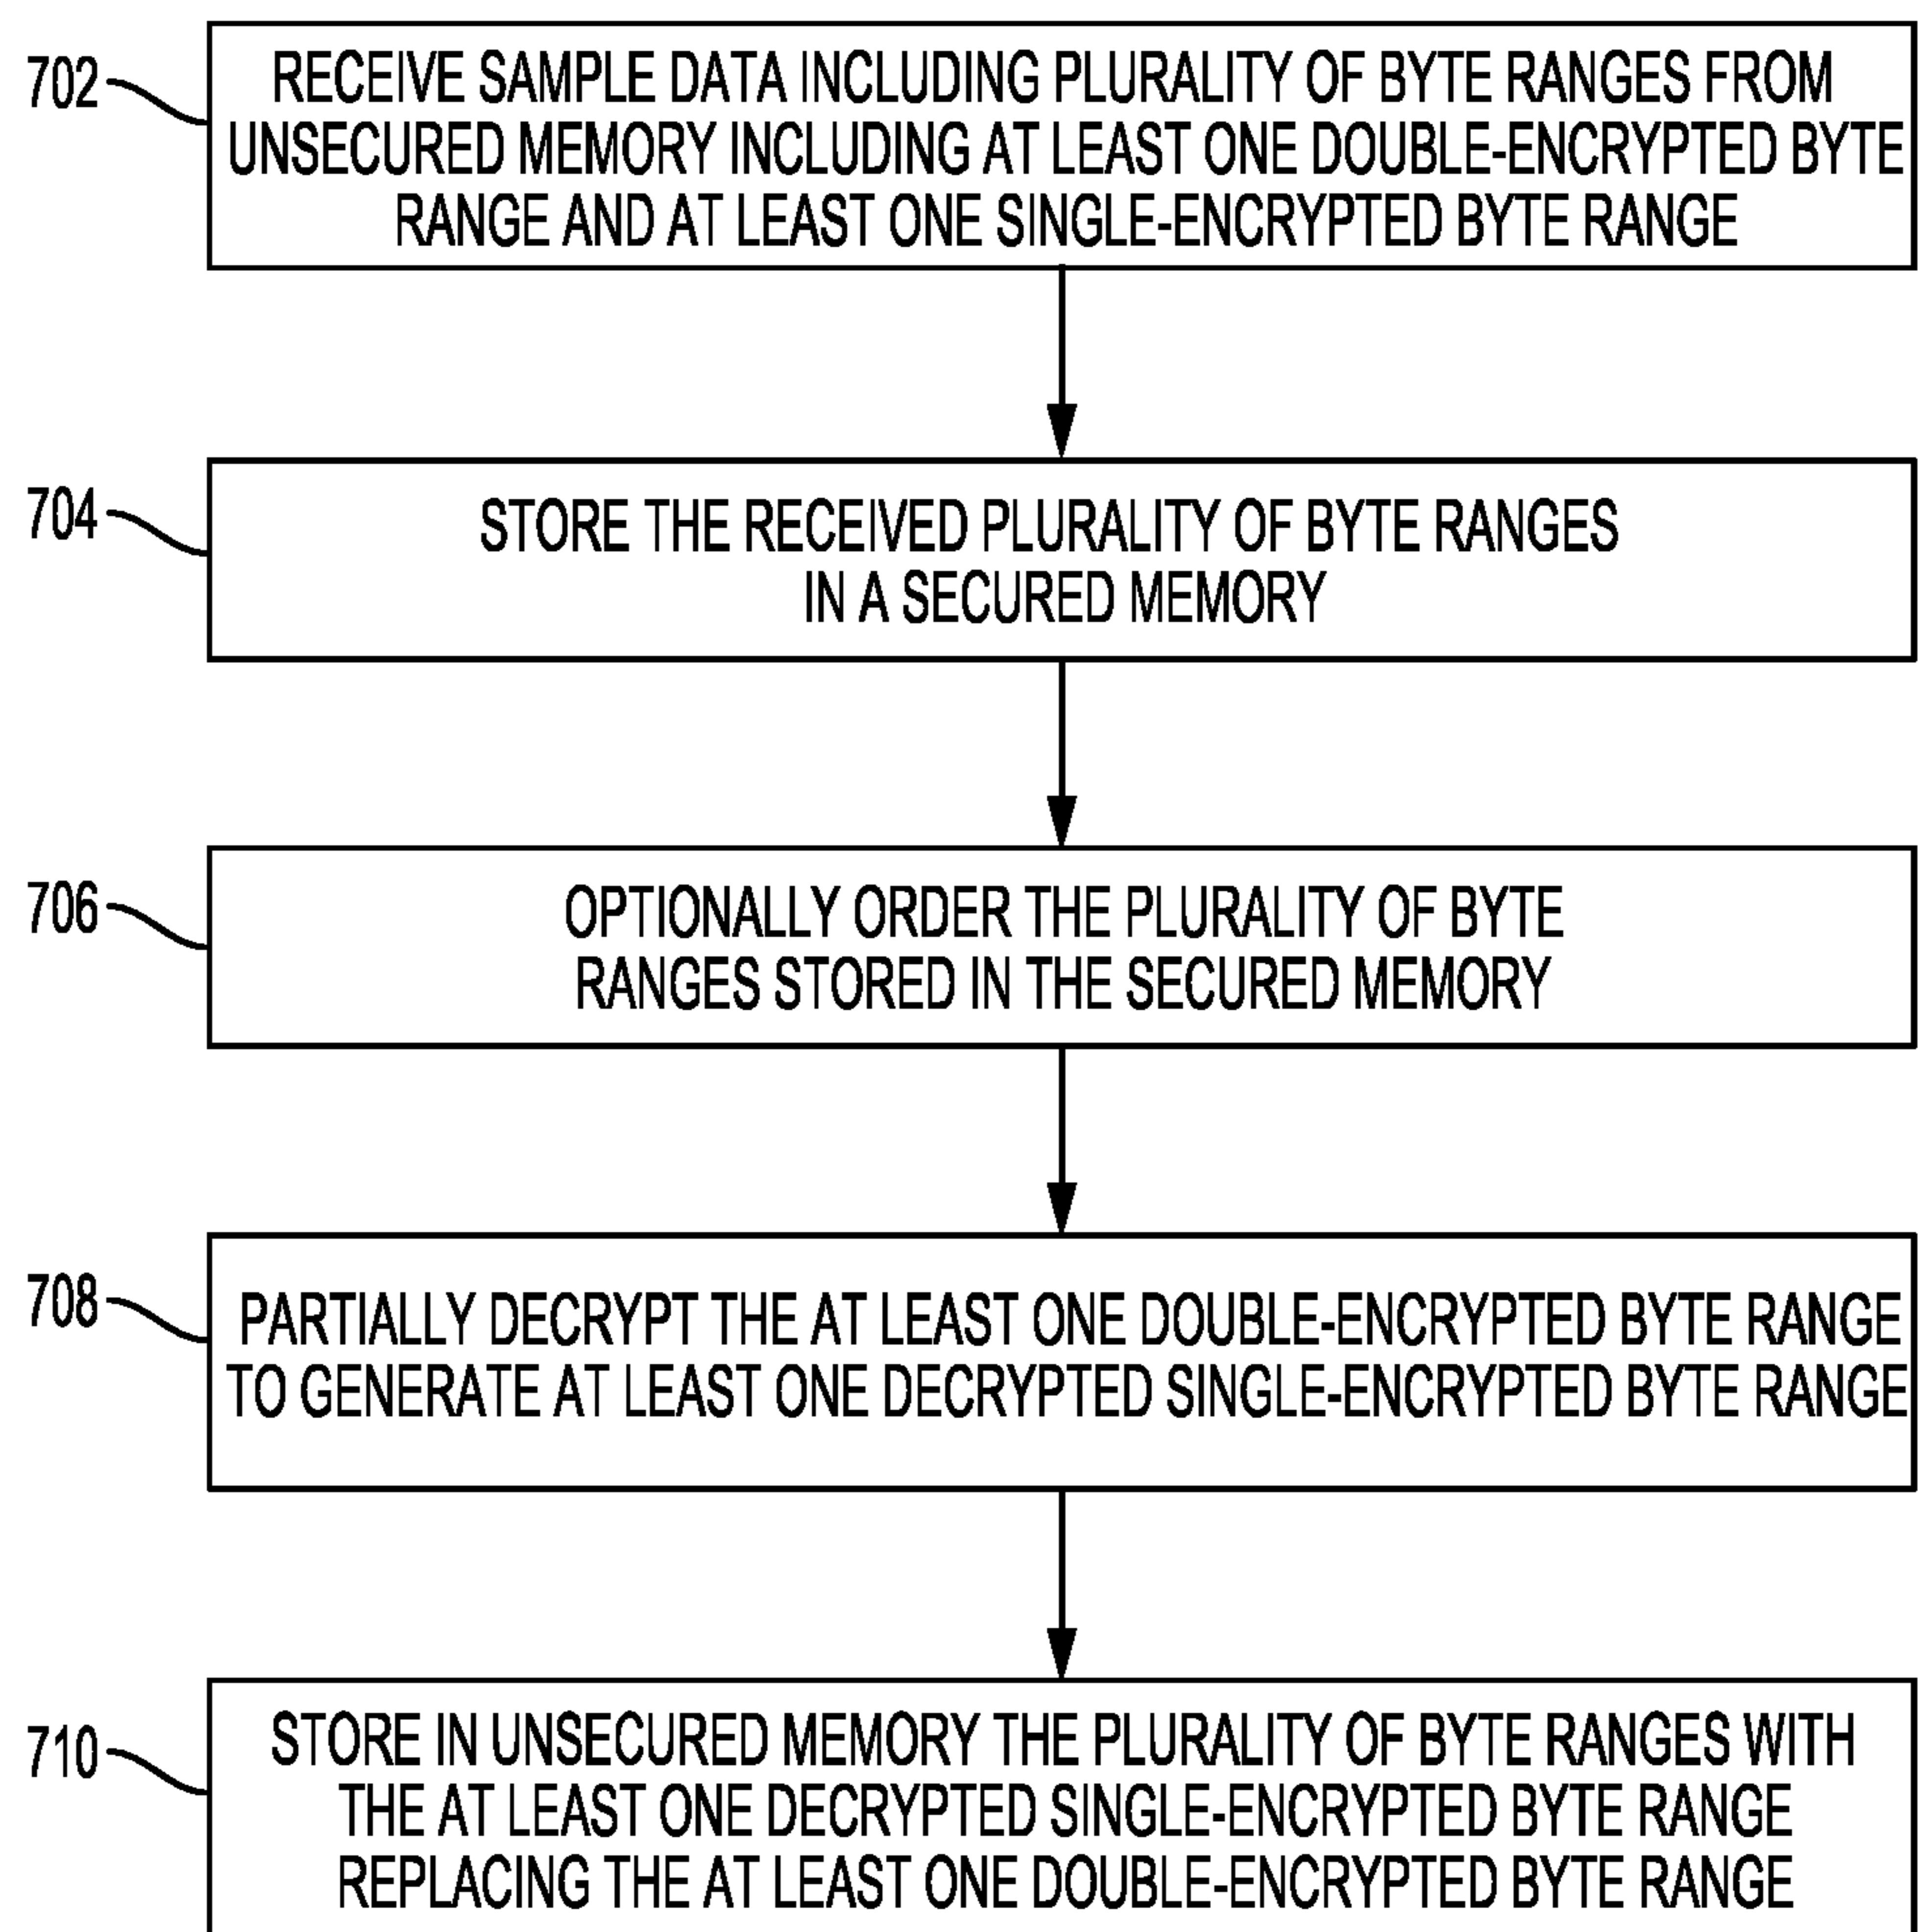 702
RECEIVE SAMPLE DATA INCLUDING PLURALITY OF BYTE RANGES FROM
UNSECURED MEMORY INCLUDING AT LEAST ONE DOUBLE-ENCRYPTED BYTE
RANGE AND AT LEAST ONE SINGLE-ENCRYPTED BYTE RANGE
704
STORE THE RECEIVED PLURALITY OF BYTE RANGES
IN A SECURED MEMORY
706
OPTIONALLY ORDER THE PLURALITY OF BYTE
RANGES STORED IN THE SECURED MEMORY
708
PARTIALLY DECRYPT THE AT LEAST ONE DOUBLE-ENCRYPTED BYTE RANGE
TO GENERATE AT LEAST ONE DECRYPTED SINGLE-ENCRYPTED BYTE RANGE
710
STORE IN UNSECURED MEMORY THE PLURALITY OF BYTE RANGES WITH
THE AT LEAST ONE DECRYPTED SINGLE-ENCRYPTED BYTE RANGE
REPLACING THE AT LEAST ONE DOUBLE-ENCRYPTED BYTE RANGE